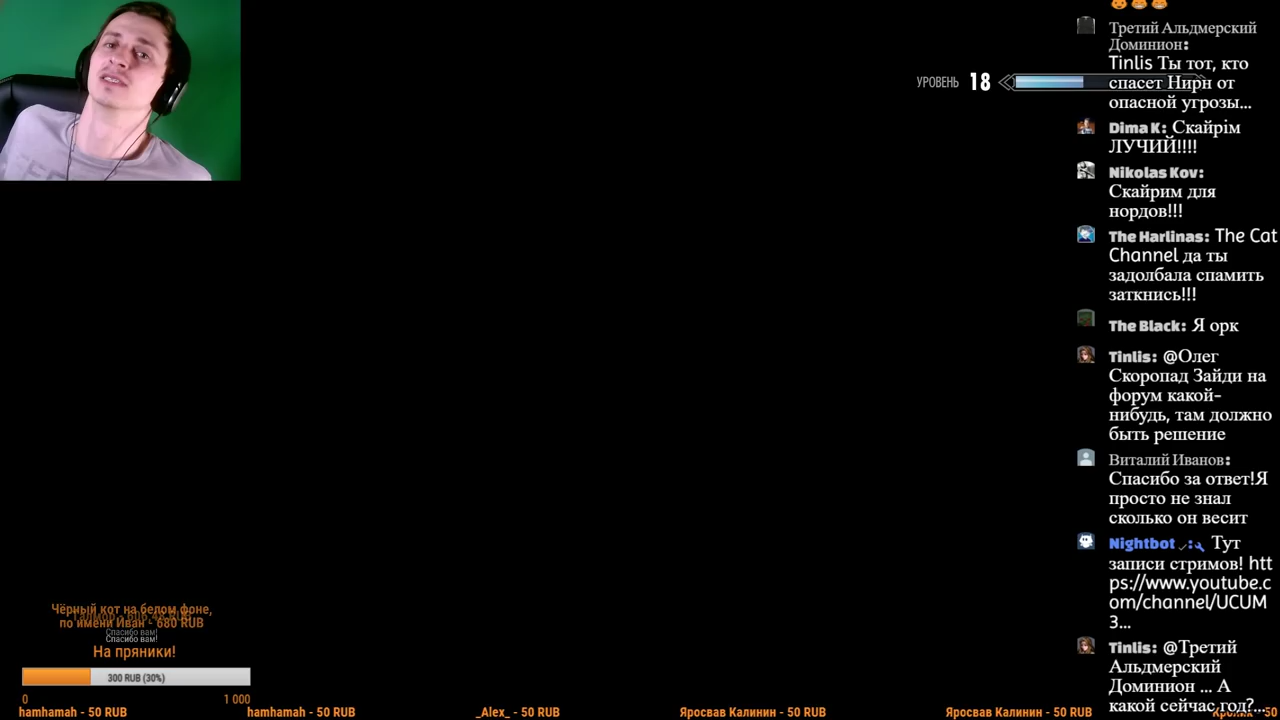 УРОВЕНЬ 18
Третий Альдмерский
Доминион:
Tinlis Ты тот, кто
спасет Нирн от
опасной угрозы...
Dima K: Скайрім
ЛУЧИЙ!!!!
Nikolas Kov:
Скайрим для
нордов!!!
The Harlinas: The Cat
Channel да ты
задолбала спамить
заткнись!!!
The Black: Я орк
Tinlis: @Олег
Скоропад Зайди на
форум какой-
нибудь, там должно
быть решение
Виталий Иванов:
Спасибо за ответ!Я
просто не знал
сколько он весит
Nightbot : Тут
записи стримов! htt
ps://www.youtube.c
om/channel/UCUM
3...
Tinlis: @Третий
Альдмерский
Доминион ... А
какой сейчас год?...
Чёрный кот на белом фоне,
по имени Иван - 680 RUB
Спасибо вам!
Спасибо вам!
На пряники!
300 RUB (30%)
0 1 000
hamhamah - 50 RUB hamhamah - 50 RUB _Alex_ - 50 RUB Яросвав Калинин - 50 RUB Яросвав Калинин - 50 RUB